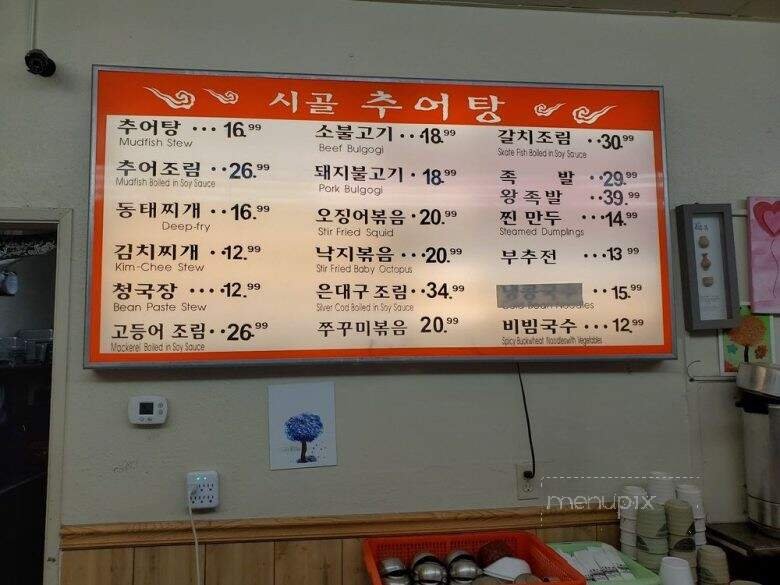 시골 추어탕
추어탕 ··· 16.99
Mudfish Stew
추어조림 ··26.99
Mudfish Boiled in Soy Sauce
동태찌개 ··16.99
Deep-fry
김치찌개 ·12.99
Kim-Chee Stew
청국장 ····12.99
Bean Paste Stew
고등어 조림··26.99
Mackerel Boiled in Soy Sauce
소불고기 ··18.99
Beef Bulgogi
돼지불고기 ·18.99
Pork Bulgogi
오징어볶음 ·20.99
Stir Fried Squid
낙지볶음 ···20.99
Stir Fried Baby Octopus
은대구 조림··34.99
Silver Cod Boiled in Soy Sauce
쭈꾸미볶음 20.99
갈치조림 ··30.99
Skate Fish Boiled in Soy Sauce
족 발 ··29.99
왕족발 ··39.99
찐만두 ···14.99
Steamed Dumplings
부추전 ····13 99
냉콩국수 ··15.99
Cold Bean Noodles
비빔국수 ···12.99
Spicy Buckwheat Noodleswith Vegetables
menupix